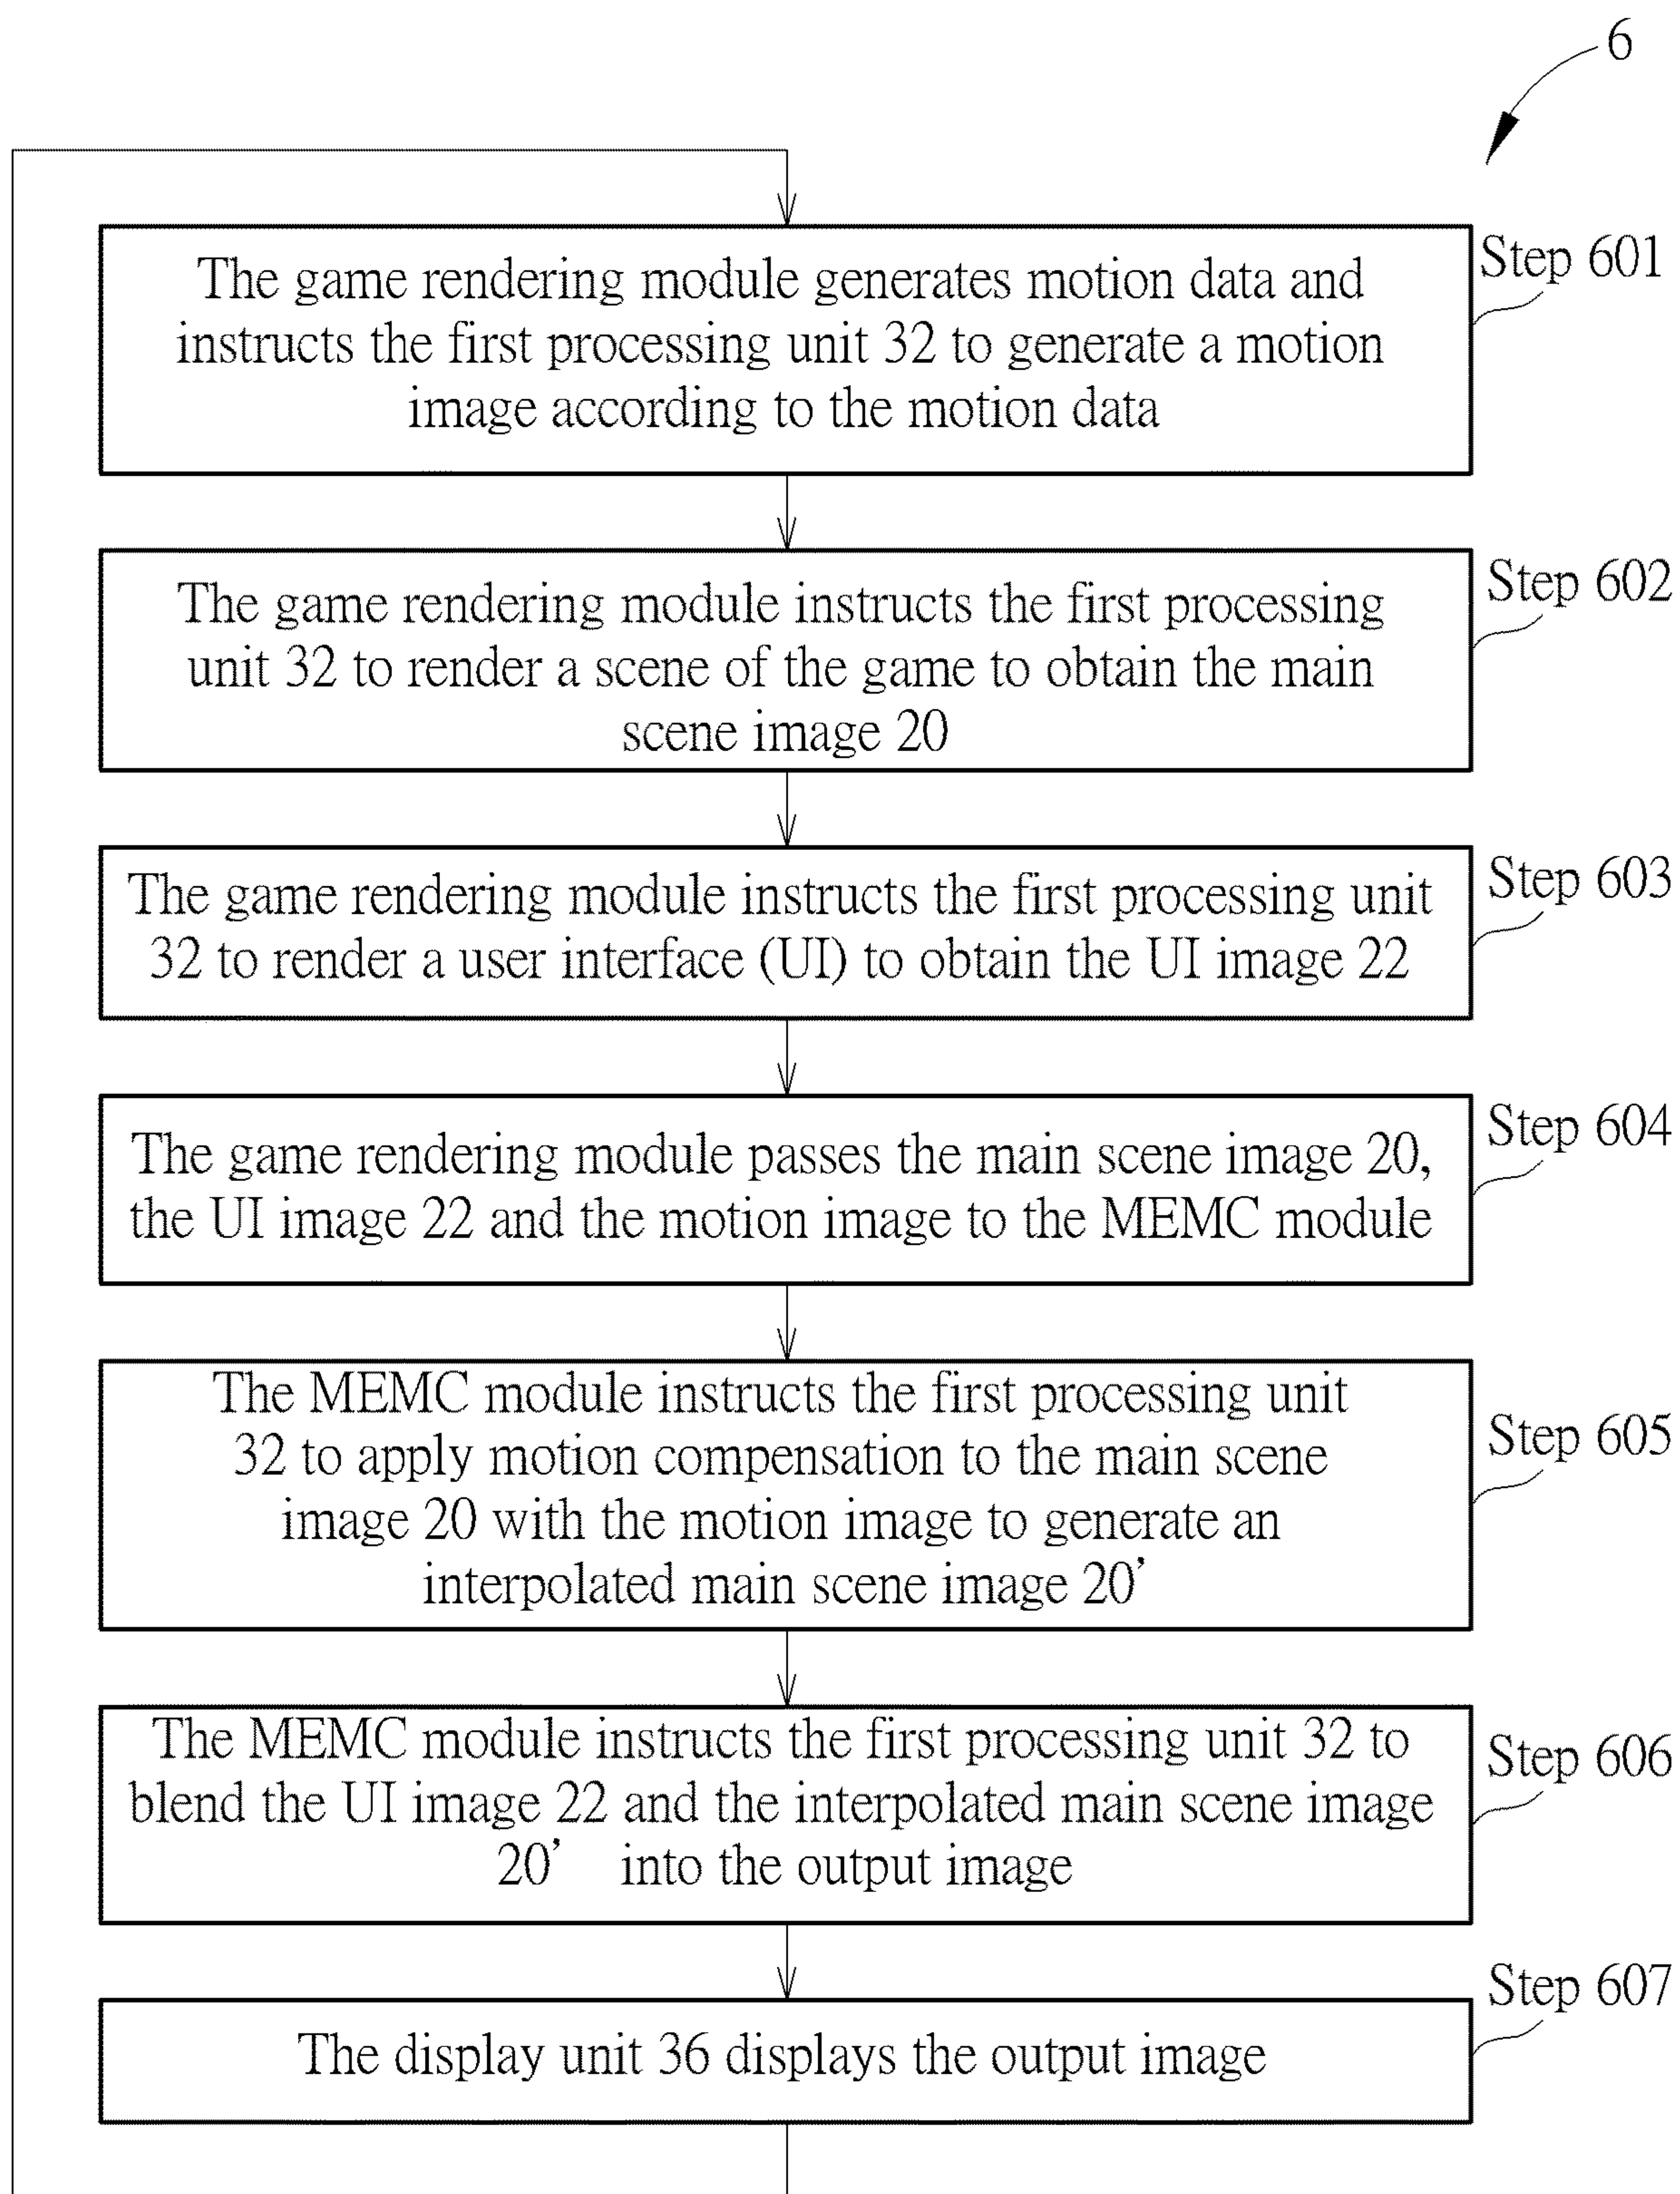 6
The game rendering module generates motion data and
instructs the first processing unit 32 to generate a motion
image according to the motion data
Step 601
The game rendering module instructs the first processing
unit 32 to render a scene of the game to obtain the main
scene image 20
Step 602
The game rendering module instructs the first processing unit
32 to render a user interface (UI) to obtain the UI image 22
Step 603
The game rendering module passes the main scene image 20,
the UI image 22 and the motion image to the MEMC module
Step 604
The MEMC module instructs the first processing unit
32 to apply motion compensation to the main scene
image 20 with the motion image to generate an
interpolated main scene image 20’
Step 605
The MEMC module instructs the first processing unit 32 to
blend the UI image 22 and the interpolated main scene image
20’ into the output image
Step 606
The display unit 36 displays the output image
Step 607